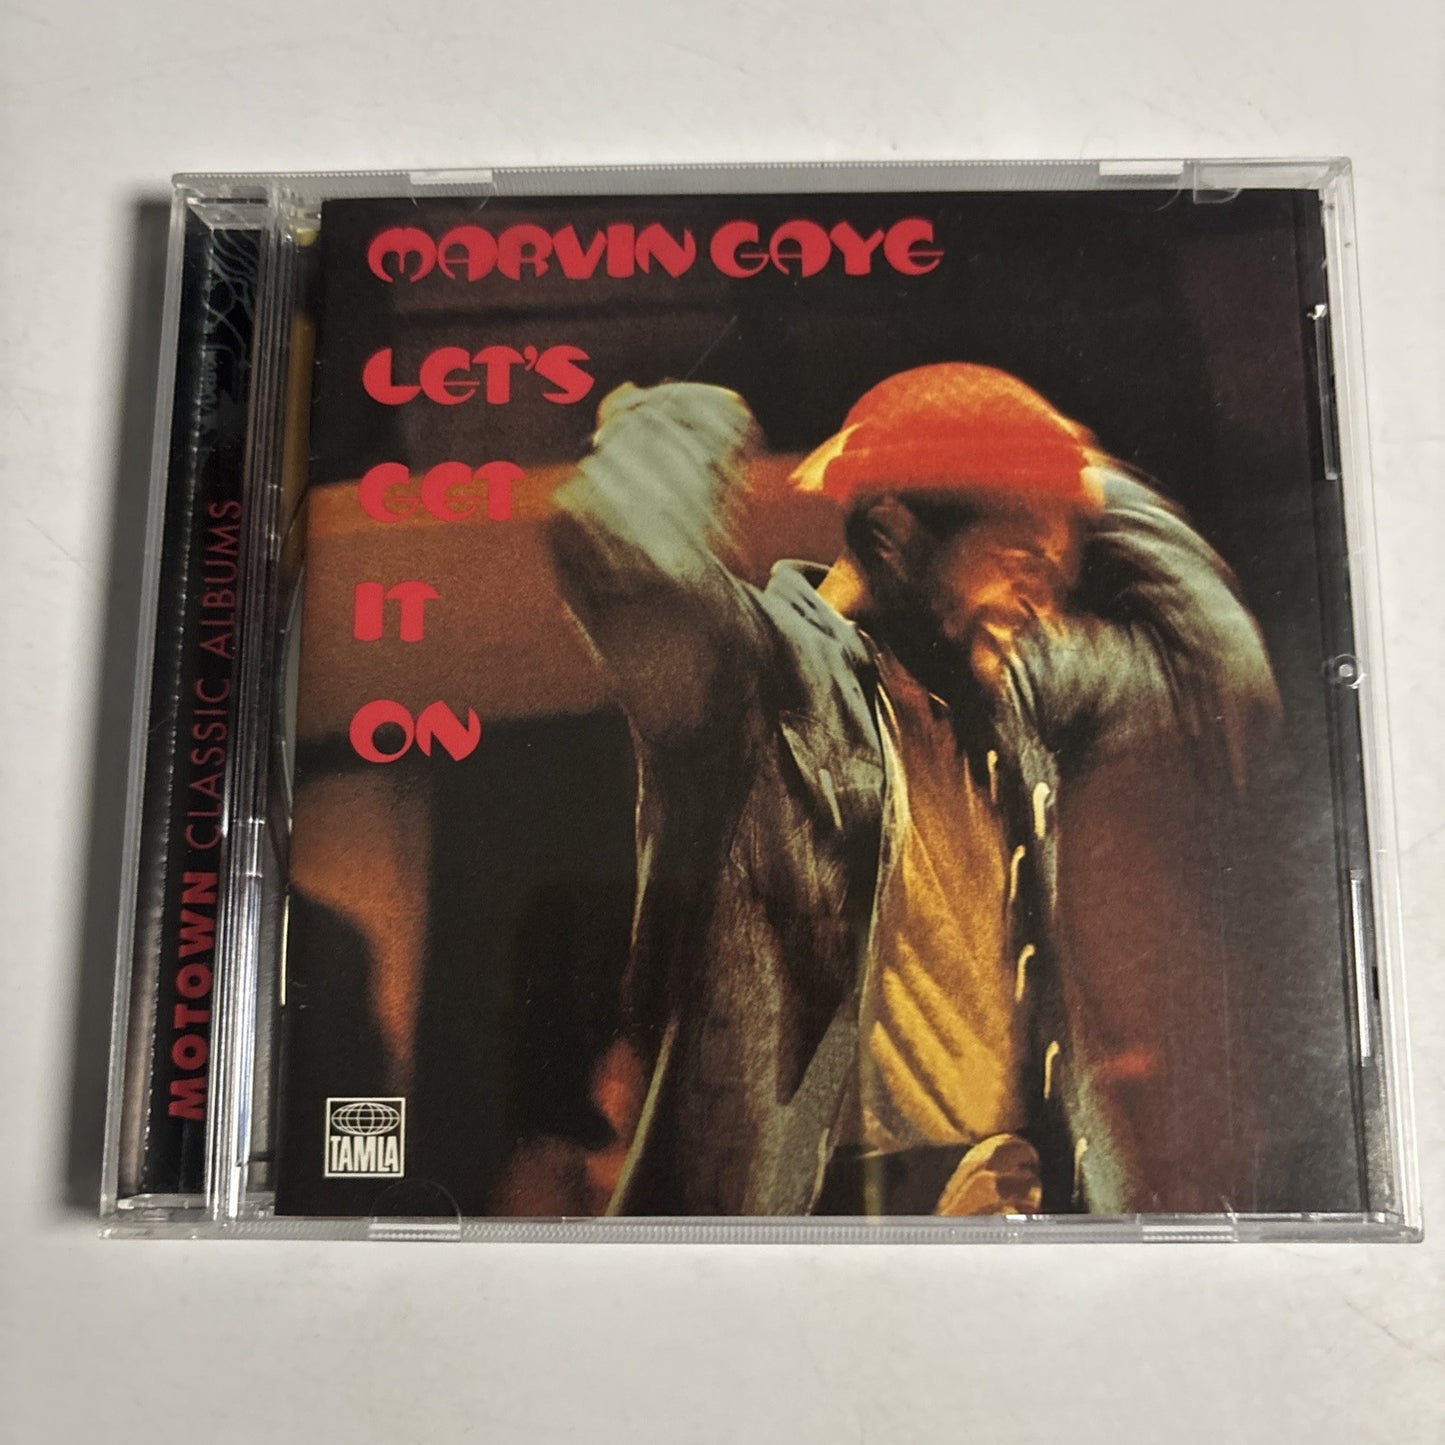 MARVIN GAYE
LET'S
GET
IT
ON
MOTOWN CLASSIC ALBUMS
TAMLA